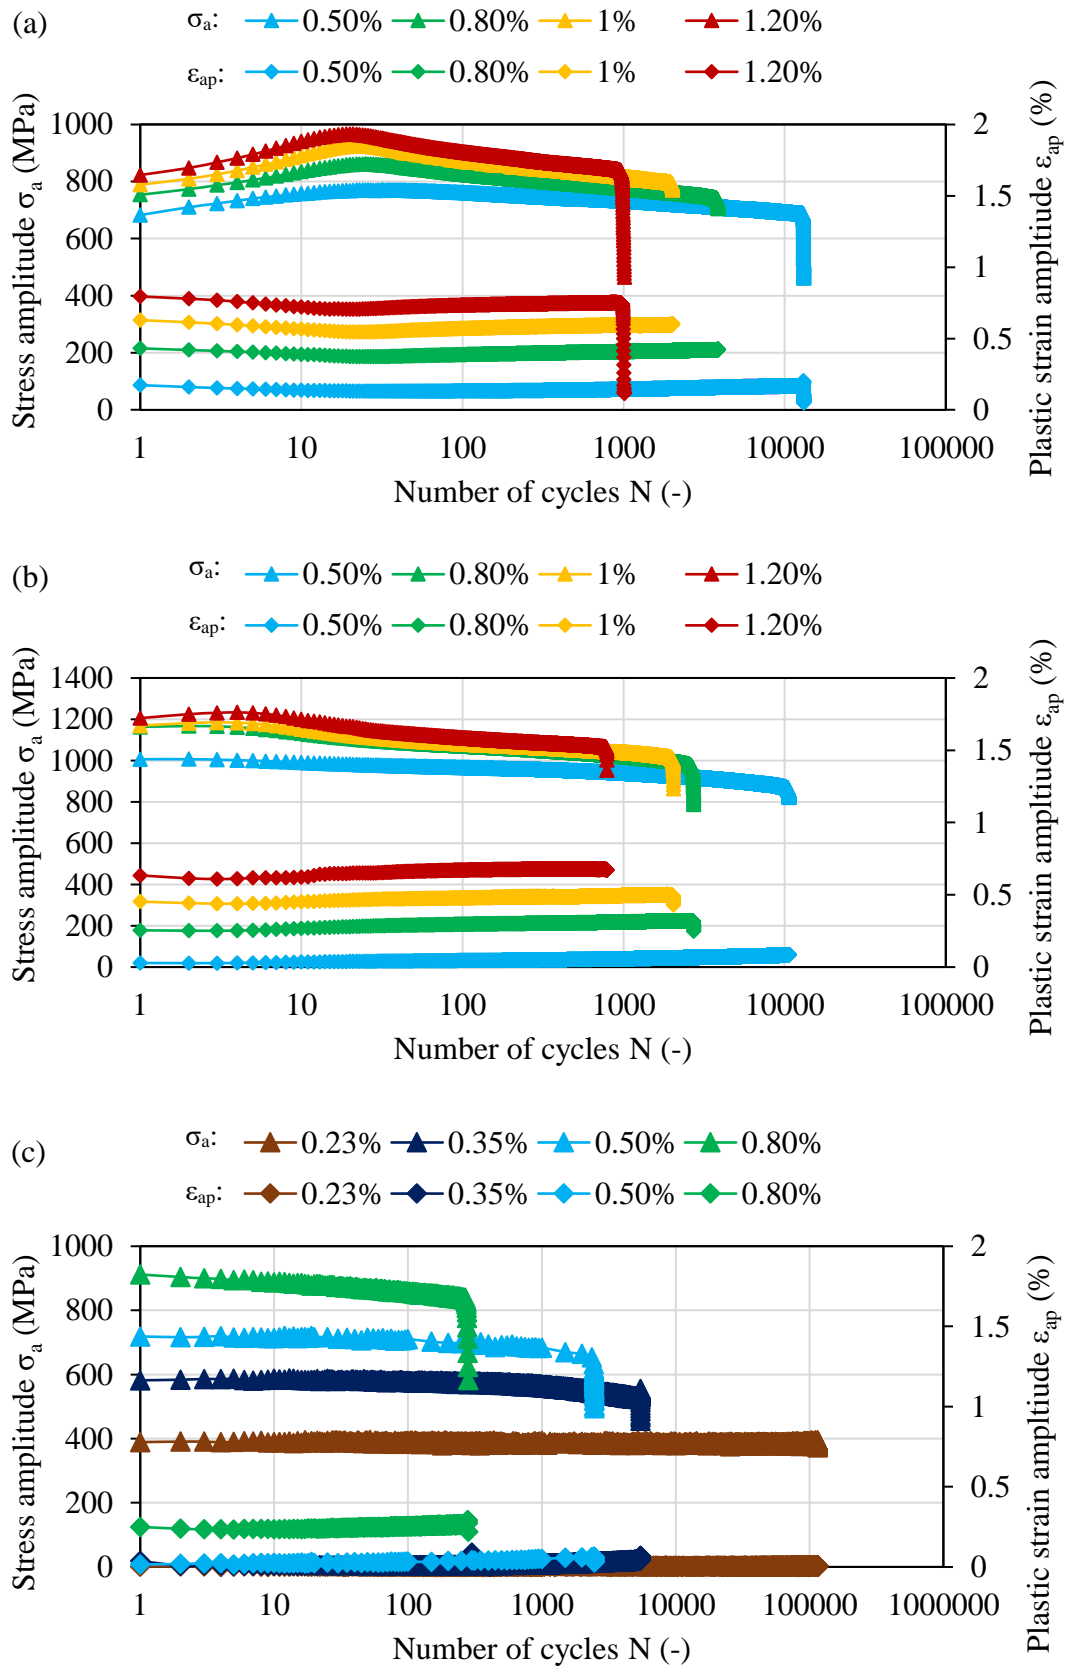 (a)
σa: 0.50% 0.80% 1% 1.20%
εap: 0.50% 0.80% 1% 1.20%
Stress amplitude σa (MPa)
1000
800
600
400
200
0
2
1.5
1
0.5
0
Plastic strain ampltiude εap (%)
1 10 100 1000 10000 100000
Number of cycles N (-)
(b)
σa: 0.50% 0.80% 1% 1.20%
εap: 0.50% 0.80% 1% 1.20%
Stress amplitude σa (MPa)
1400
1200
1000
800
600
400
200
0
2
1.5
1
0.5
0
Plastic strain ampltiude εap (%)
1 10 100 1000 10000 100000
Number of cycles N (-)
(c)
σa: 0.23% 0.35% 0.50% 0.80%
εap: 0.23% 0.35% 0.50% 0.80%
Stress amplitude σa (MPa)
1000
800
600
400
200
0
2
1.5
1
0.5
0
Plastic strain ampltiude εap (%)
1 10 100 1000 10000 100000 1000000
Number of cycles N (-)